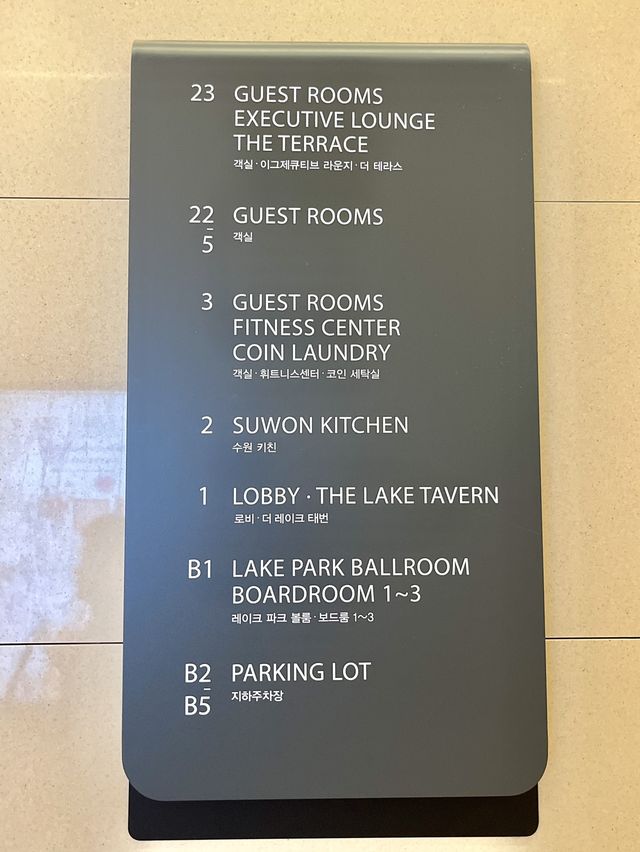 23 GUEST ROOMS
EXECUTIVE LOUNGE
THE TERRACE
객실 · 이그제큐티브 라운지 · 더 테라스
22 GUEST ROOMS
– 객실
5
3 GUEST ROOMS
FITNESS CENTER
COIN LAUNDRY
객실 · 휘트니스센터 · 코인 세탁실
2 SUWON KITCHEN
수원 키친
1 LOBBY · THE LAKE TAVERN
로비 · 더 레이크 태번
B1 LAKE PARK BALLROOM
BOARDROOM 1~3
레이크 파크 볼룸 · 보드룸 1~3
B2 PARKING LOT
– 지하주차장
B5